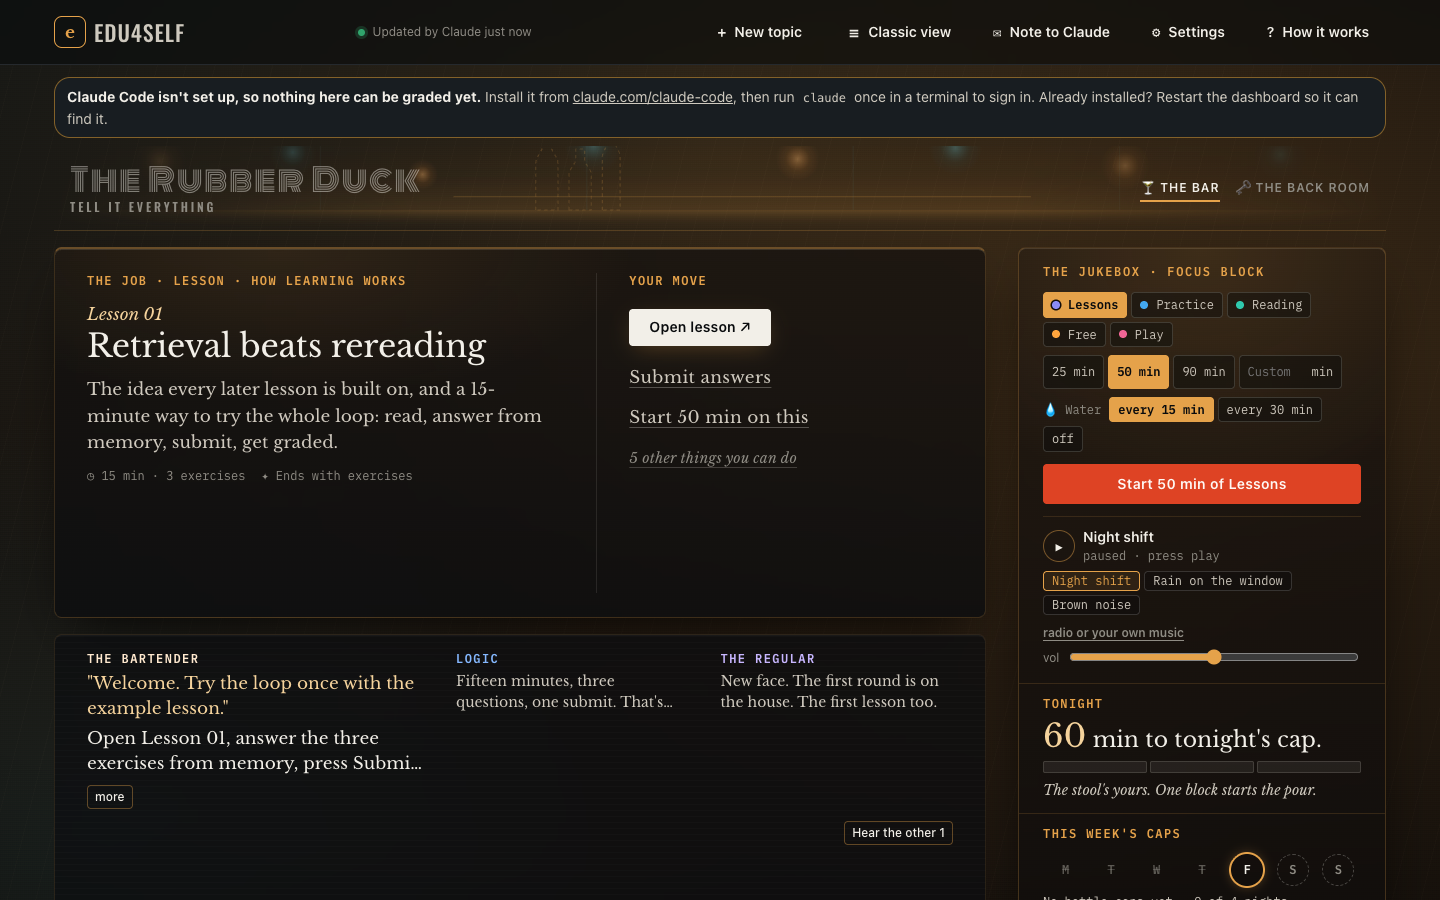 e EDU4SELF
Updated by Claude just now
+ New topic
≡ Classic view
✉ Note to Claude
⚙ Settings
? How it works
Claude Code isn't set up, so nothing here can be graded yet. Install it from claude.com/claude-code, then run claude once in a terminal to sign in. Already installed? Restart the dashboard so it can
find it.
THE RUBBER DUCK
TELL IT EVERYTHING
THE BAR
THE BACK ROOM
THE JOB · LESSON · HOW LEARNING WORKS
Lesson 01
Retrieval beats rereading
The idea every later lesson is built on, and a 15-
minute way to try the whole loop: read, answer from
memory, submit, get graded.
15 min · 3 exercises ✦ Ends with exercises
YOUR MOVE
Open lesson ↗
Submit answers
Start 50 min on this
5 other things you can do
THE BARTENDER
"Welcome. Try the loop once with the
example lesson."
Open Lesson 01, answer the three
exercises from memory, press Submi…
more
LOGIC
Fifteen minutes, three
questions, one submit. That's…
THE REGULAR
New face. The first round is on
the house. The first lesson too.
Hear the other 1
THE JUKEBOX · FOCUS BLOCK
Lessons Practice Reading
Free Play
25 min 50 min 90 min Custom min
Water every 15 min every 30 min
off
Start 50 min of Lessons
Night shift
paused · press play
Night shift Rain on the window
Brown noise
radio or your own music
vol
TONIGHT
60 min to tonight's cap.
The stool's yours. One block starts the pour.
THIS WEEK'S CAPS
M T W T F S S